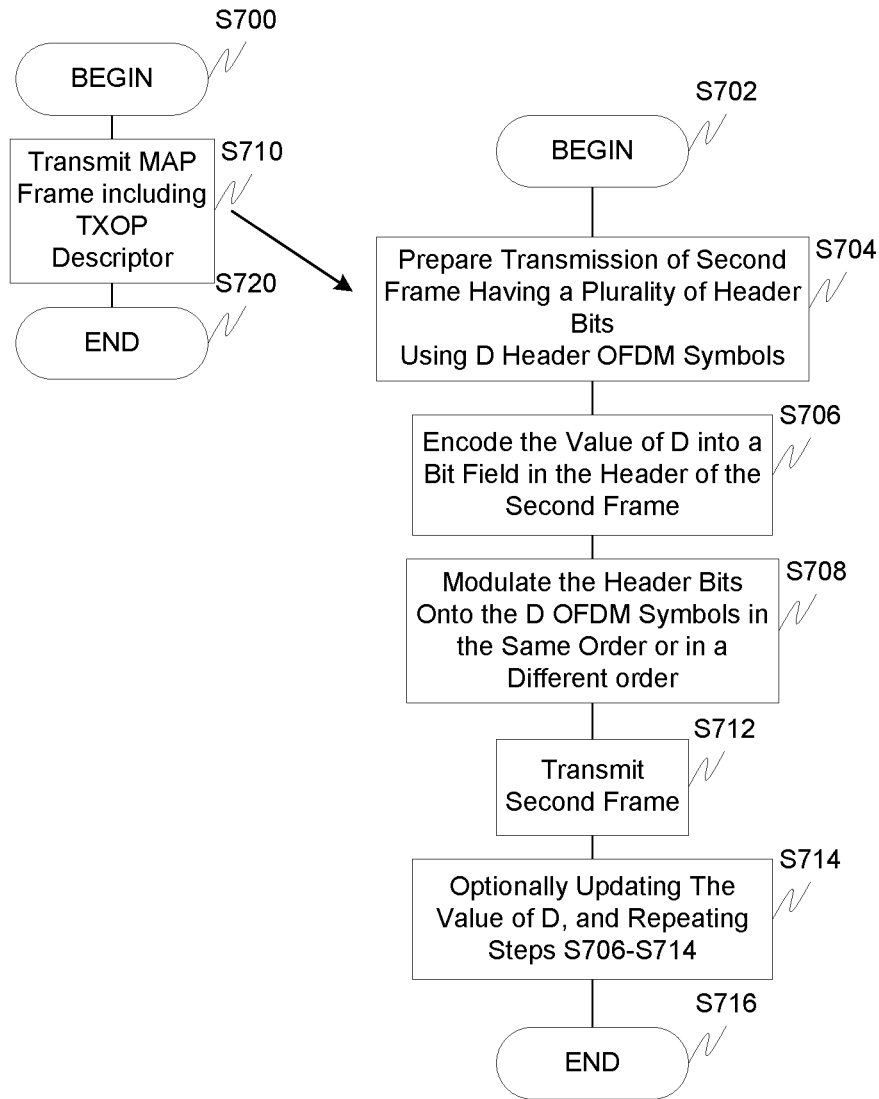 S700
BEGIN
S710
Transmit MAP
Frame including
TXOP
Descriptor
S720
END
S702
BEGIN
S704
Prepare Transmission of Second
Frame Having a Plurality of Header
Bits
Using D Header OFDM Symbols
S706
Encode the Value of D into a
Bit Field in the Header of the
Second Frame
S708
Modulate the Header Bits
Onto the D OFDM Symbols in
the Same Order or in a
Different order
S712
Transmit
Second Frame
S714
Optionally Updating The
Value of D, and Repeating
Steps S706-S714
S716
END